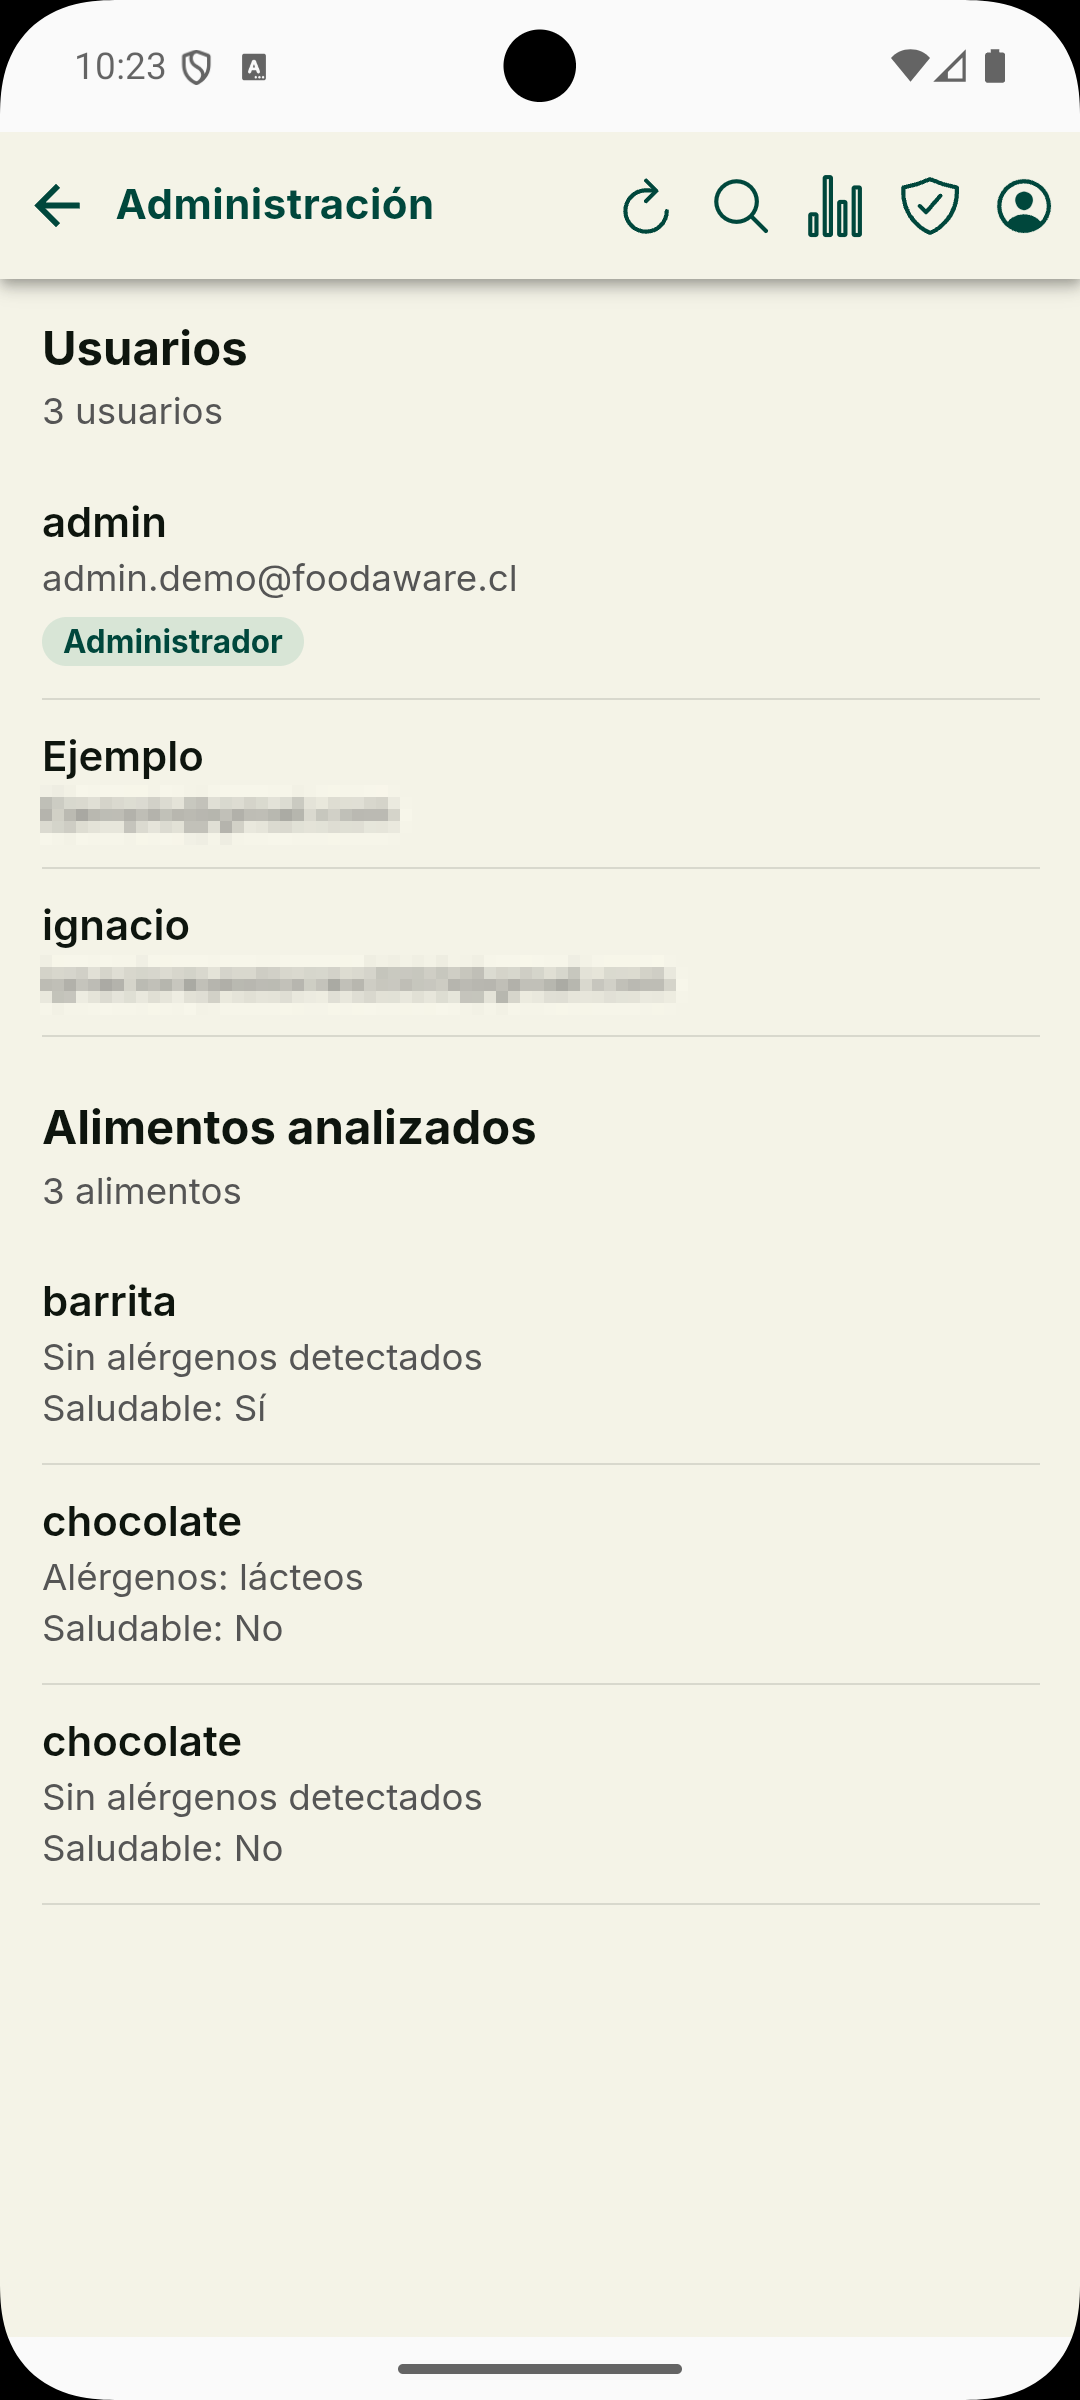 10:23
Administración
Usuarios
3 usuarios
admin
admin.demo@foodaware.cl
Administrador
Ejemplo
ignacio
Alimentos analizados
3 alimentos
barrita
Sin alérgenos detectados
Saludable: Sí
chocolate
Alérgenos: lácteos
Saludable: No
chocolate
Sin alérgenos detectados
Saludable: No